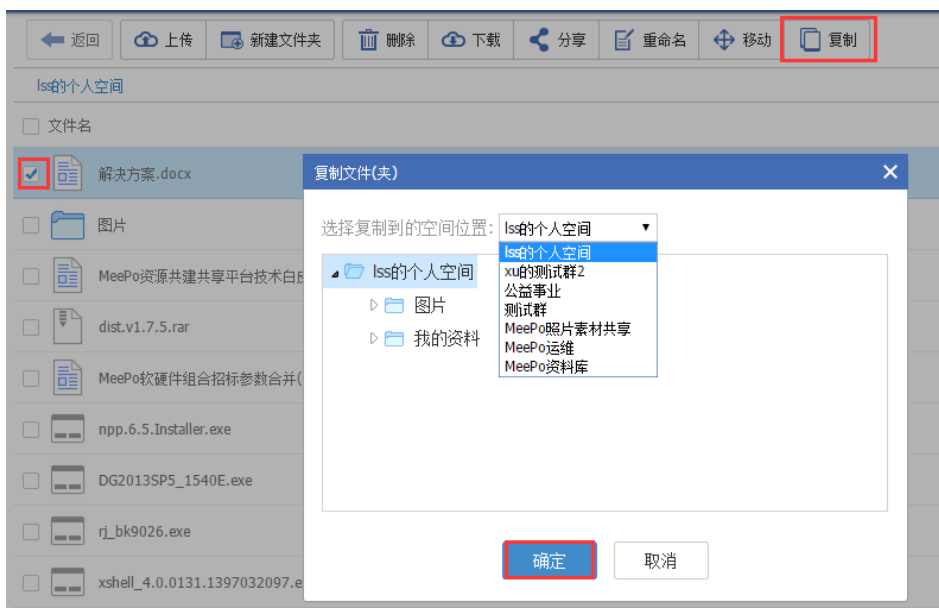 返回 上传 新建文件夹 删除 下载 分享 重命名 移动 复制
lss的个人空间
文件名
解决方案.docx
图片
MeePo资源共建共享平台技术白
dist.v1.7.5.rar
MeePo软硬件组合招标参数合并(
npp.6.5.Installer.exe
DG2013SP5_1540E.exe
rj_bk9026.exe
xshell_4.0.0131.1397032097.e
复制文件(夹)
选择复制到的空间位置: lss的个人空间
lss的个人空间
xu的测试群2
公益事业
测试群
MeePo照片素材共享
MeePo运维
MeePo资料库
lss的个人空间
图片
我的资料
确定 取消